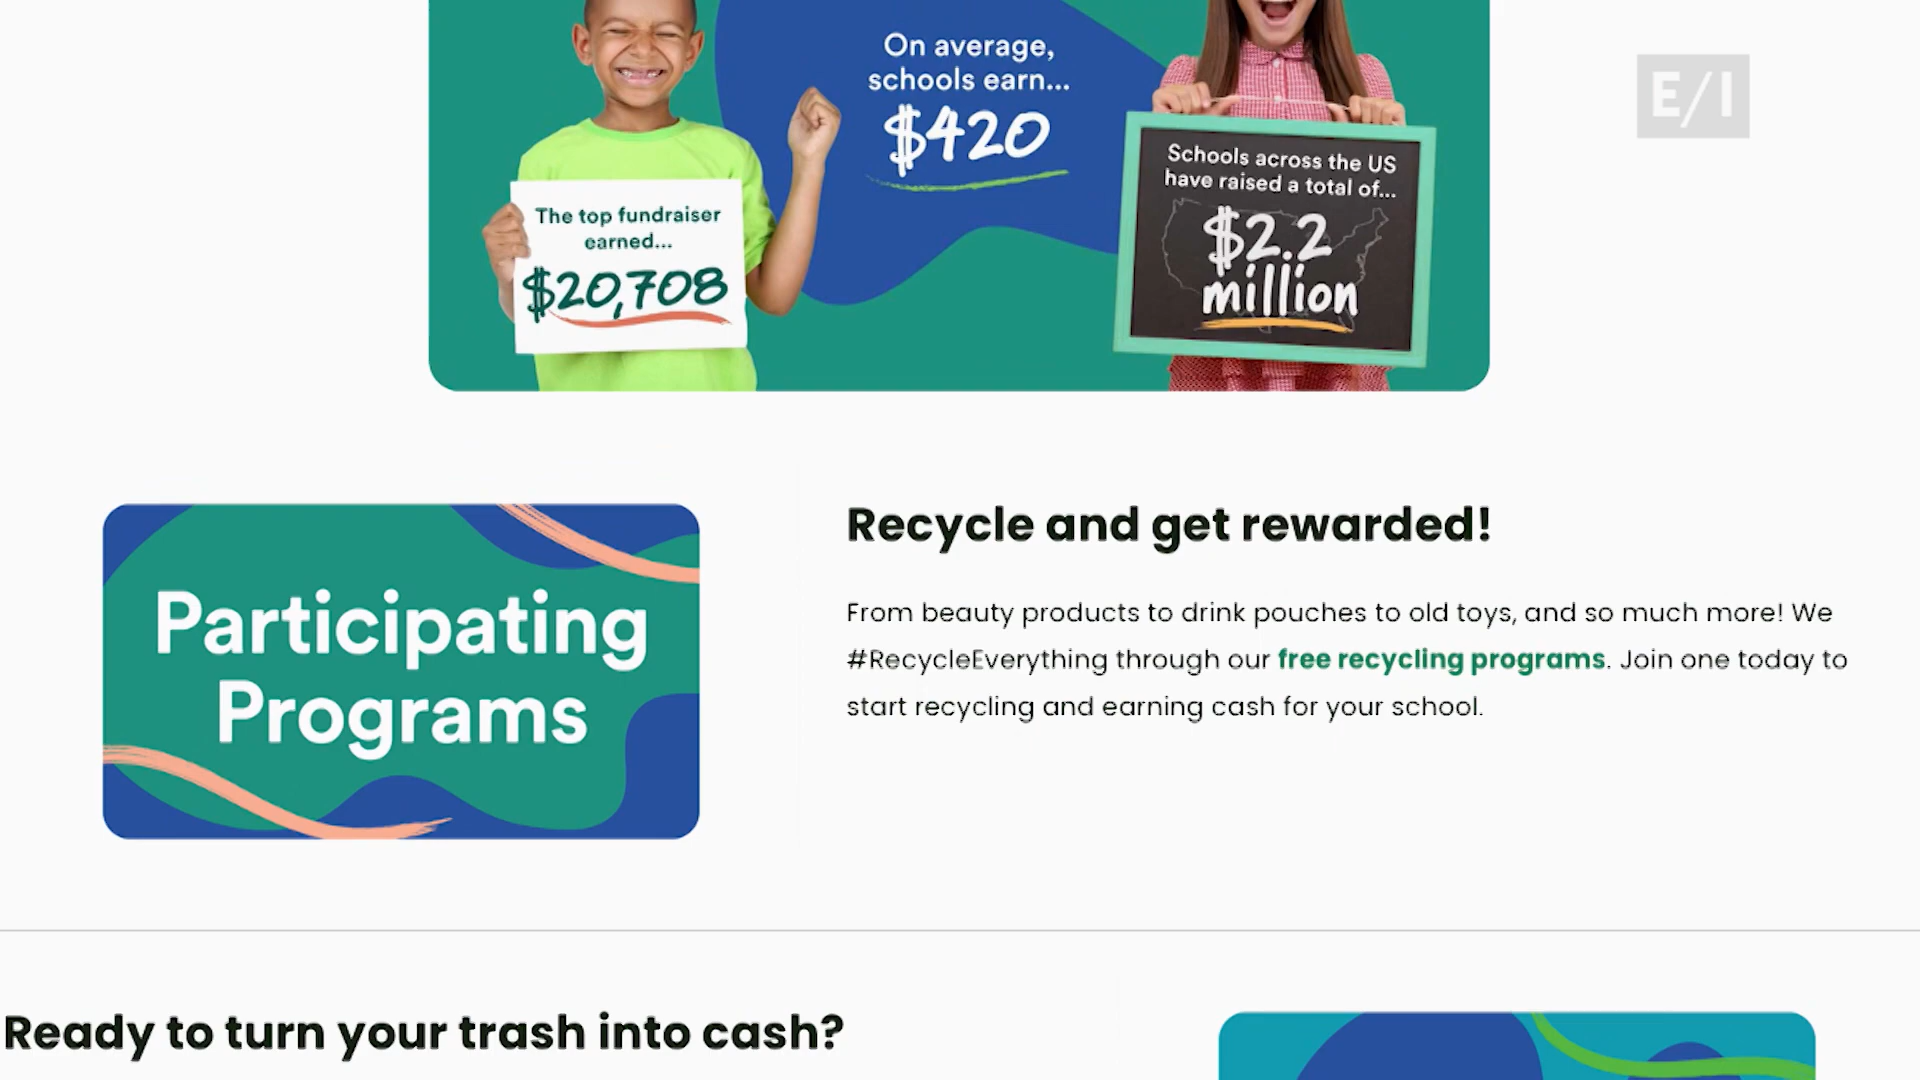 On average,
schools earn...
$420
E/I
Schools across the US
have raised a total of...
$2.2
million
The top fundraiser
earned...
$20,708
Participating
Programs
Recycle and get rewarded!
From beauty products to drink pouches to old toys, and so much more! We
#RecycleEverything through our free recycling programs. Join one today to
start recycling and earning cash for your school.
Ready to turn your trash into cash?